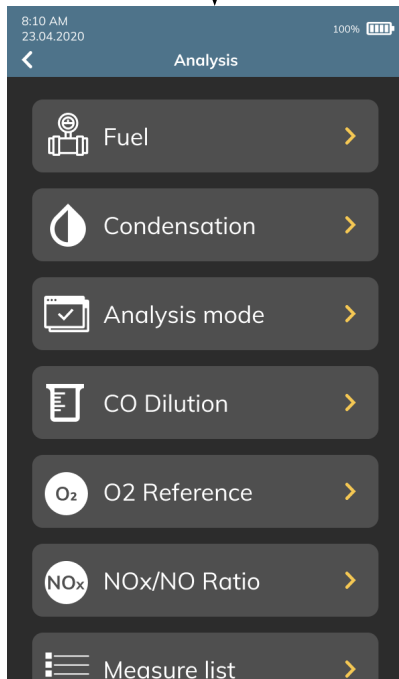 8:10 AM
23.04.2020
100%
Analysis
Fuel
Condensation
Analysis mode
CO Dilution
O₂ O2 Reference
NOx NOx/NO Ratio
Measure list